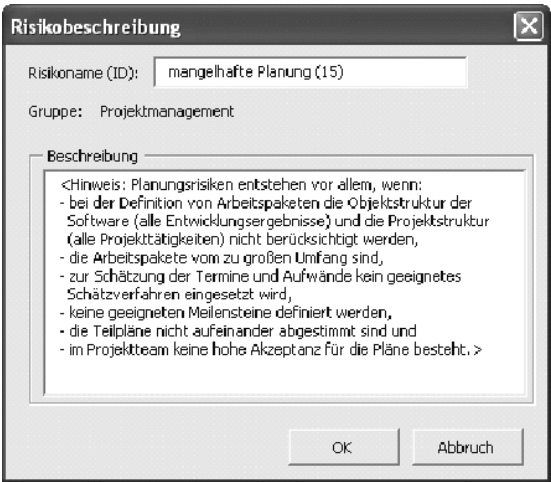 Risikobeschreibung
Risikoname (ID): mangelhafte Planung (15)
Gruppe: Projektmanagement
Beschreibung
<Hinweis: Planungsrisiken entstehen vor allem, wenn:
- bei der Definition von Arbeitspaketen die Objektstruktur der
Software (alle Entwicklungsergebnisse) und die Projektstruktur
(alle Projekttätigkeiten) nicht berücksichtigt werden,
- die Arbeitspakete vom zu großen Umfang sind,
- zur Schätzung der Termine und Aufwände kein geeignetes
Schätzverfahren eingesetzt wird,
- keine geeigneten Meilensteine definiert werden,
- die Teilpläne nicht aufeinander abgestimmt sind und
- im Projektteam keine hohe Akzeptanz für die Pläne besteht. >
OK Abbruch